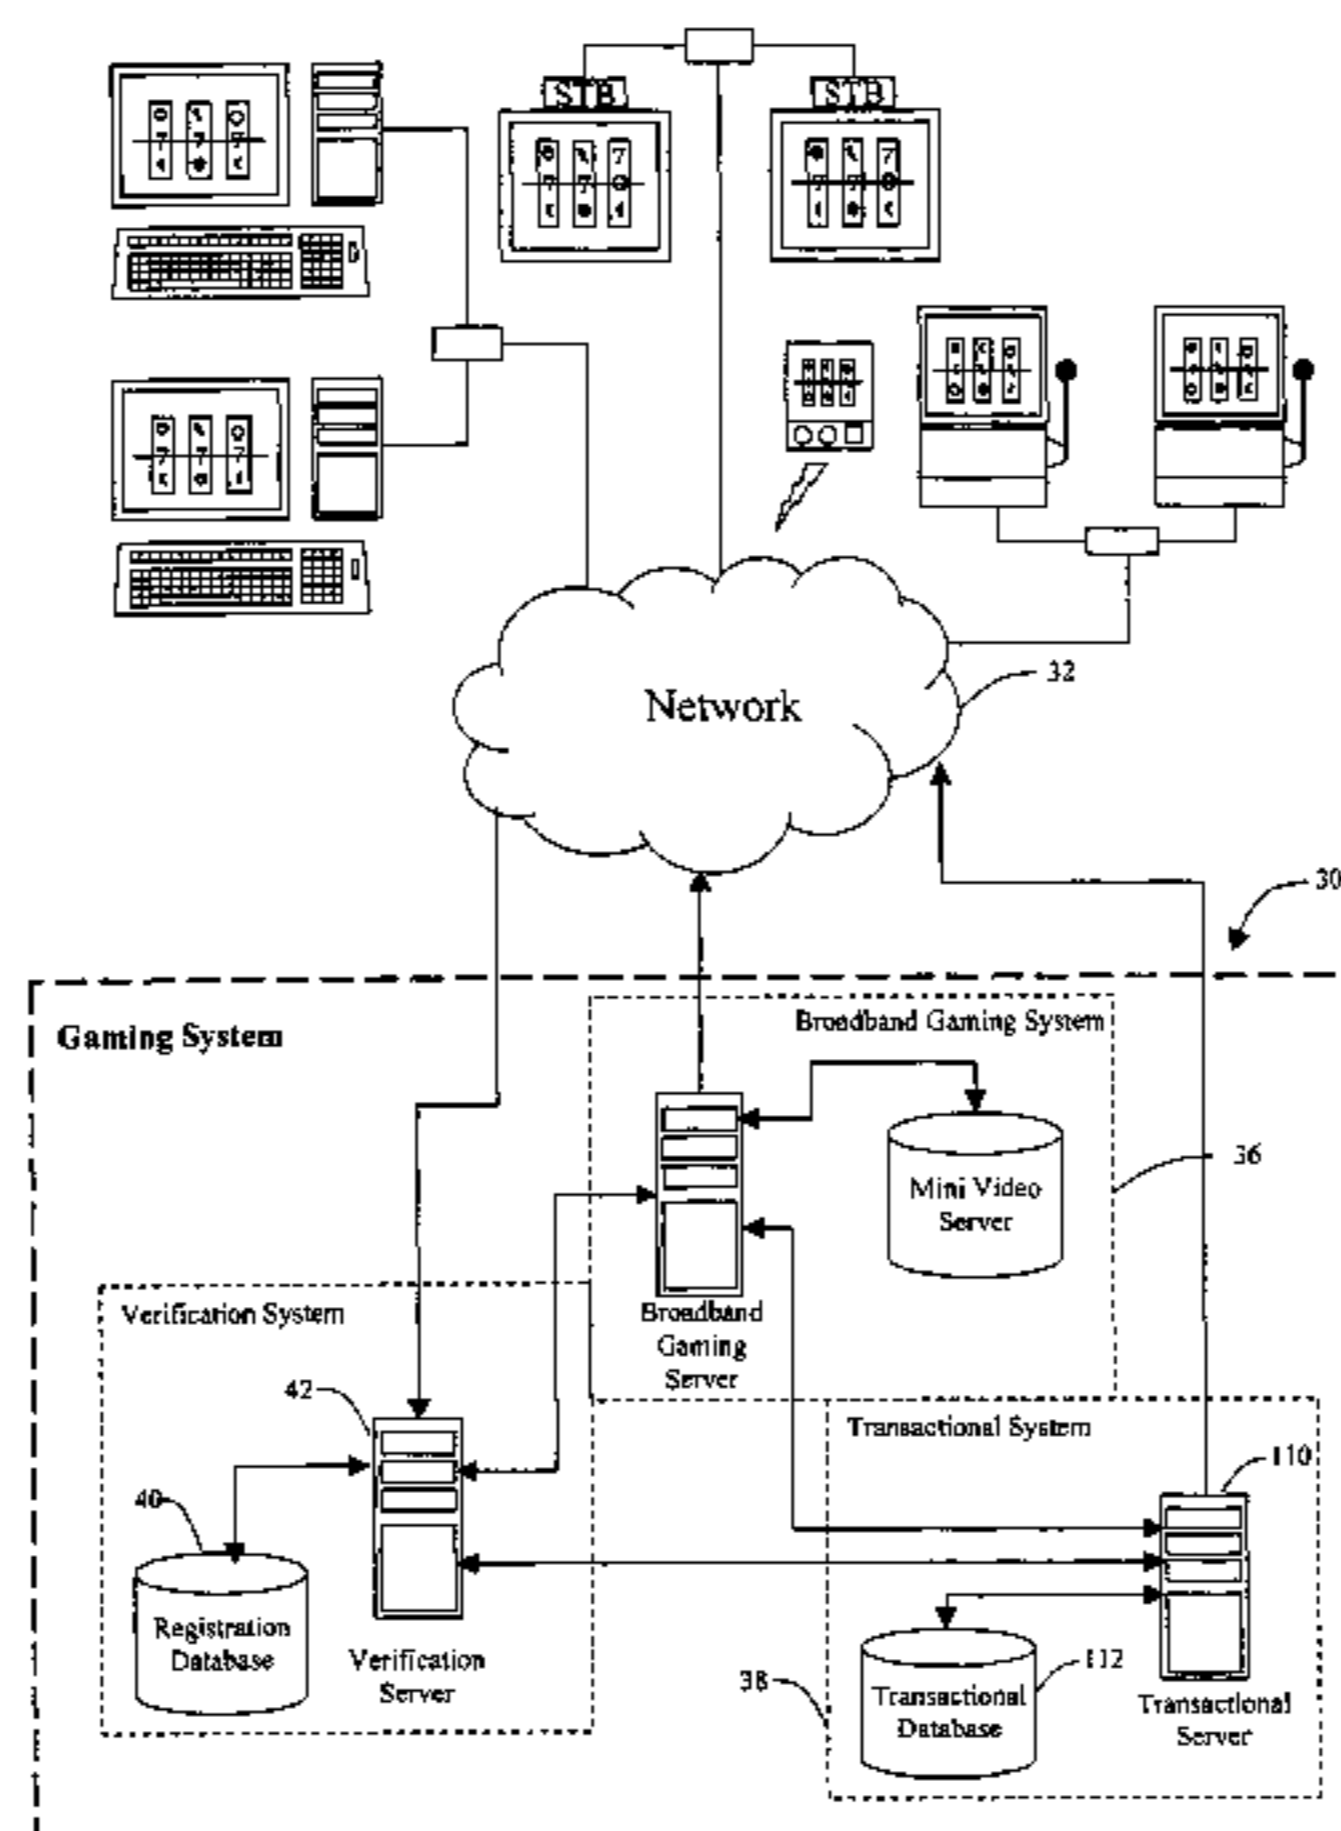 STB
STB
Network
32
30
Gaming System
Broadband Gaming System
Mini Video
Server
36
Broadband
Gaming
Server
Verification System
42
40
Registration
Database
Verification
Server
Transactional System
110
38
112
Transactional
Database
Transactional
Server